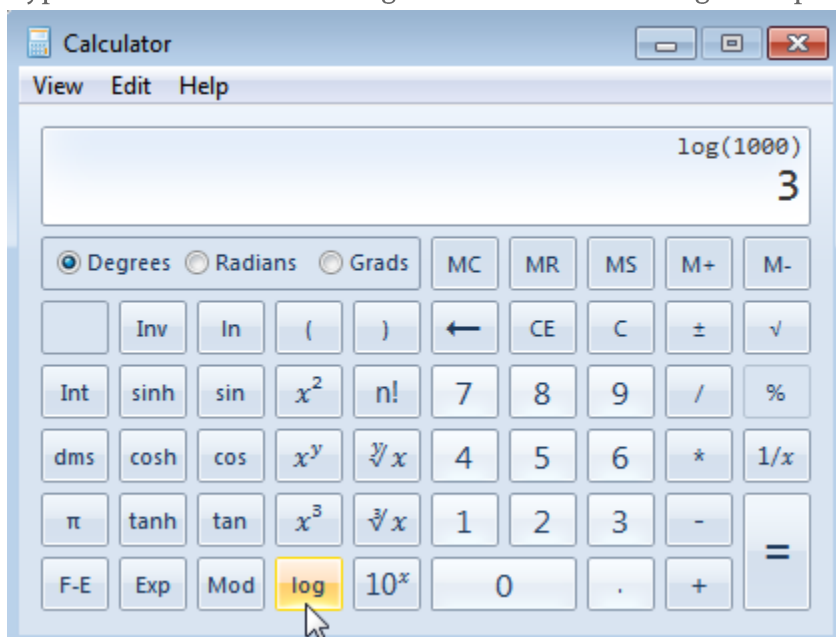 Calculator
View Edit Help
log(1000)
3
Degrees Radians Grads MC MR MS M+ M-
Inv ln ( ) ← CE C ± √
Int sinh sin x² n! 7 8 9 / %
dms cosh cos xʸ ʸ√x 4 5 6 * 1/x
π tanh tan x³ ³√x 1 2 3 -
=
F-E Exp Mod log 10ˣ 0 . +